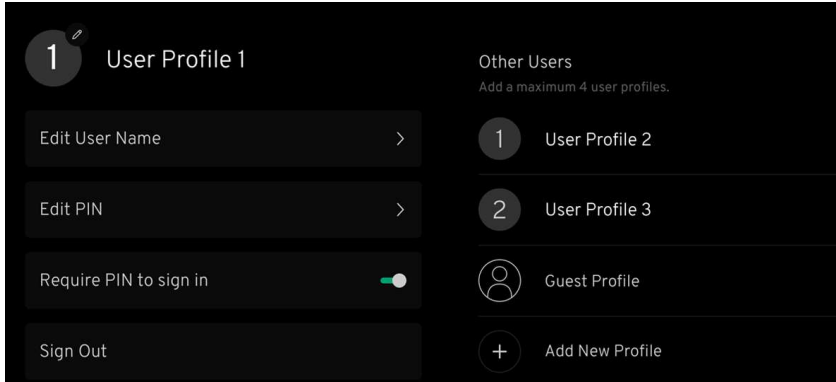 1
User Profile 1
Edit User Name
Edit PIN
Require PIN to sign in
Sign Out
Other Users
Add a maximum 4 user profiles.
1
User Profile 2
2
User Profile 3
Guest Profile
+
Add New Profile